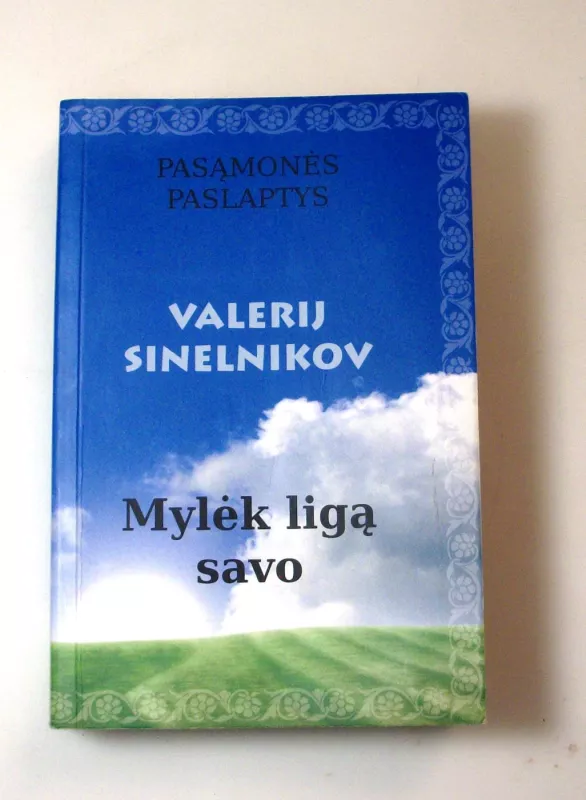 PASĄMONĖS
PASLAPTYS
VALERIJ
SINELNIKOV
Mylėk ligą
savo